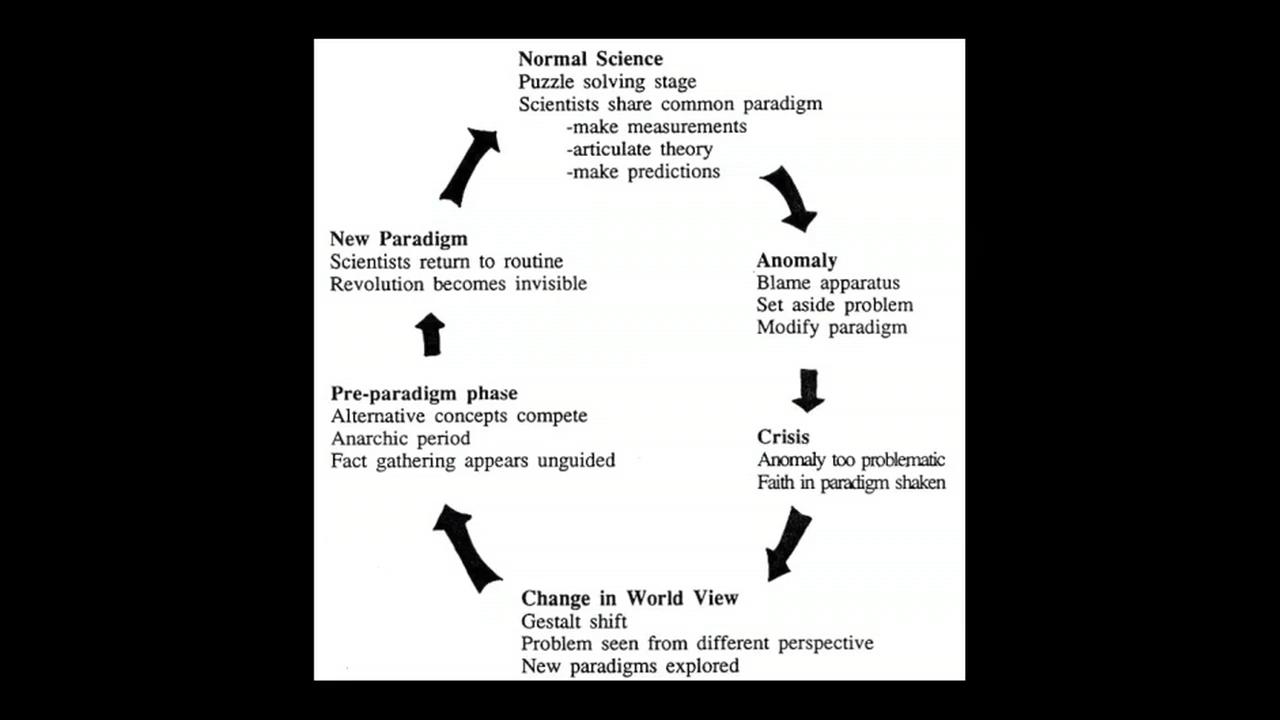 Normal Science
Puzzle solving stage
Scientists share common paradigm
-make measurements
-articulate theory
-make predictions
Anomaly
Blame apparatus
Set aside problem
Modify paradigm
Crisis
Anomaly too problematic
Faith in paradigm shaken
Change in World View
Gestalt shift
Problem seen from different perspective
New paradigms explored
Pre-paradigm phase
Alternative concepts compete
Anarchic period
Fact gathering appears unguided
New Paradigm
Scientists return to routine
Revolution becomes invisible